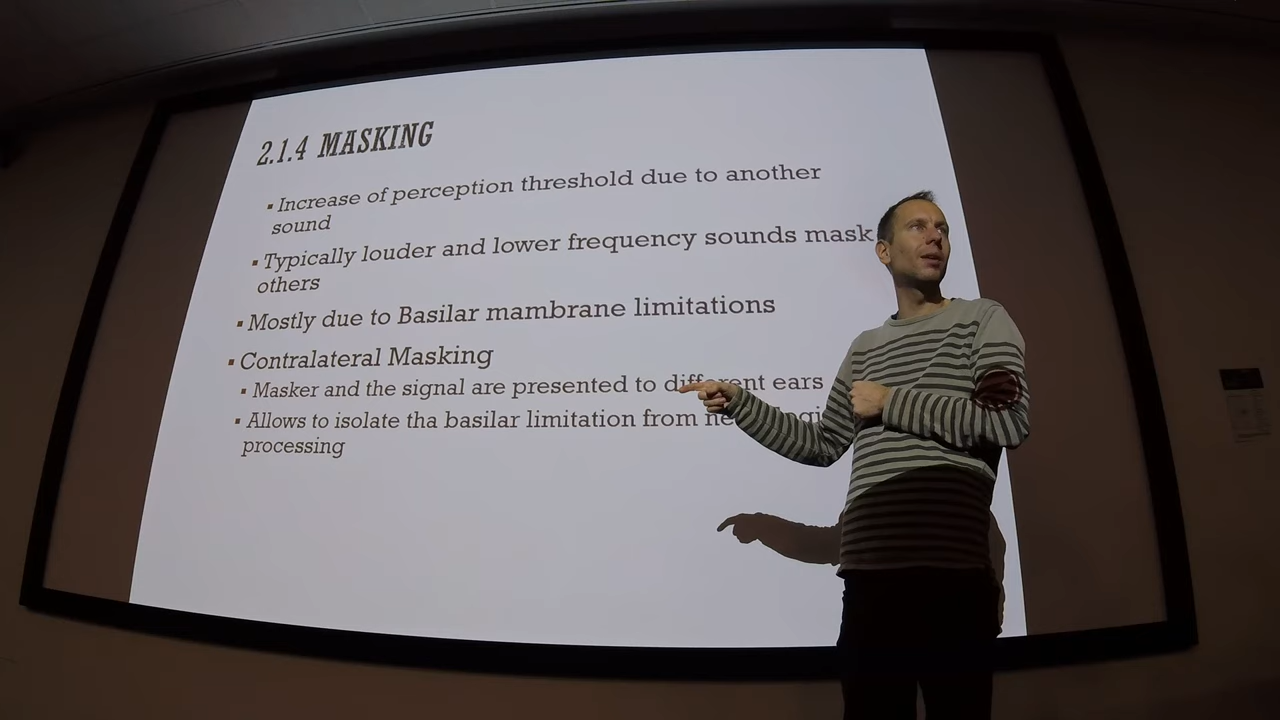 2.1.4 MASKING
▪ Increase of perception threshold due to another
sound
▪ Typically louder and lower frequency sounds mask
others
▪ Mostly due to Basilar mambrane limitations
▪ Contralateral Masking
▪ Masker and the signal are presented to different ears
▪ Allows to isolate tha basilar limitation from
processing